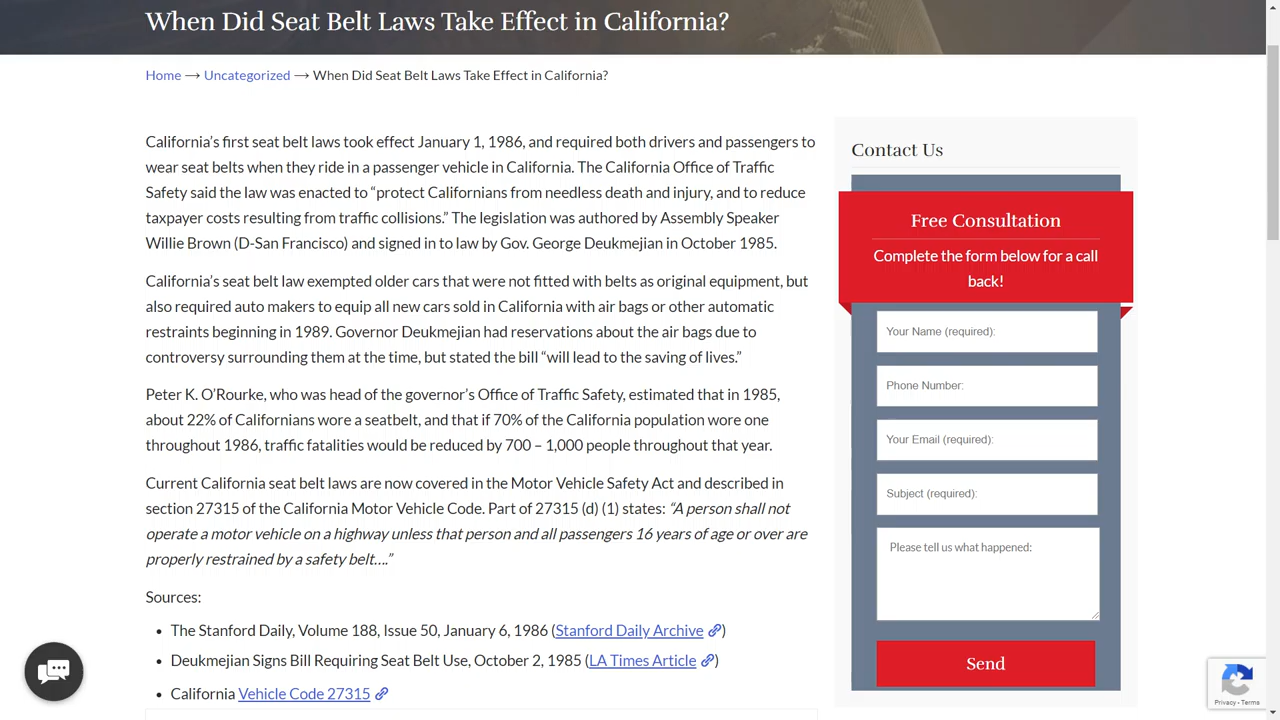 When Did Seat Belt Laws Take Effect in California?
Home → Uncategorized → When Did Seat Belt Laws Take Effect in California?
California’s first seat belt laws took effect January 1, 1986, and required both drivers and passengers to
wear seat belts when they ride in a passenger vehicle in California. The California Office of Traffic
Safety said the law was enacted to “protect Californians from needless death and injury, and to reduce
taxpayer costs resulting from traffic collisions.” The legislation was authored by Assembly Speaker
Willie Brown (D-San Francisco) and signed in to law by Gov. George Deukmejian in October 1985.
California’s seat belt law exempted older cars that were not fitted with belts as original equipment, but
also required auto makers to equip all new cars sold in California with air bags or other automatic
restraints beginning in 1989. Governor Deukmejian had reservations about the air bags due to
controversy surrounding them at the time, but stated the bill “will lead to the saving of lives.”
Peter K. O’Rourke, who was head of the governor’s Office of Traffic Safety, estimated that in 1985,
about 22% of Californians wore a seatbelt, and that if 70% of the California population wore one
throughout 1986, traffic fatalities would be reduced by 700 – 1,000 people throughout that year.
Current California seat belt laws are now covered in the Motor Vehicle Safety Act and described in
section 27315 of the California Motor Vehicle Code. Part of 27315 (d) (1) states: “A person shall not
operate a motor vehicle on a highway unless that person and all passengers 16 years of age or over are
properly restrained by a safety belt….”
Sources:
• The Stanford Daily, Volume 188, Issue 50, January 6, 1986 (Stanford Daily Archive)
• Deukmejian Signs Bill Requiring Seat Belt Use, October 2, 1985 (LA Times Article)
• California Vehicle Code 27315
Contact Us
Free Consultation
Complete the form below for a call
back!
Your Name (required):
Phone Number:
Your Email (required):
Subject (required):
Please tell us what happened:
Send
Privacy - Terms